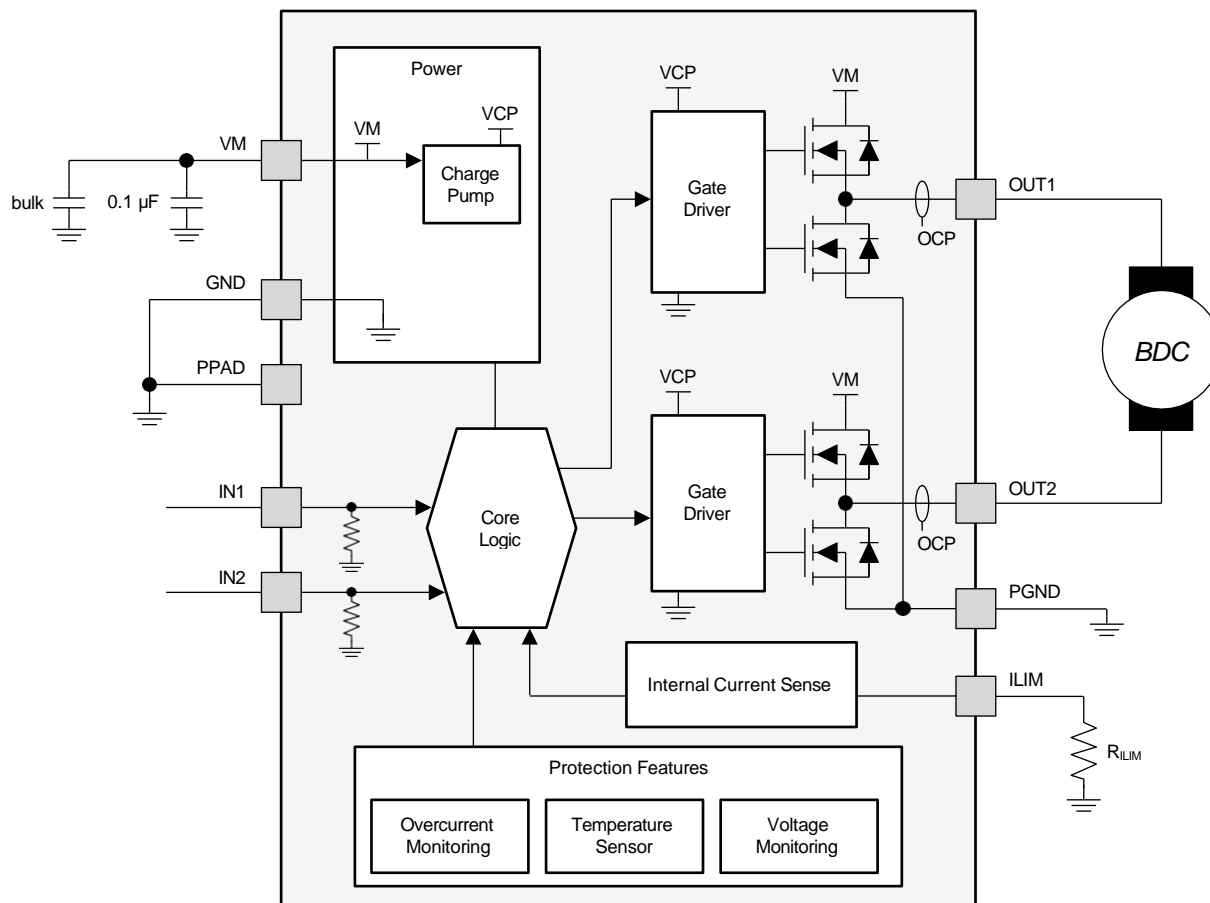 Power
VCP
VM
VM
VCP
VM
Charge
Pump
Gate
Driver
bulk
0.1 µF
OUT1
OCP
GND
PPAD
BDC
VCP
VM
IN1
Core
Logic
Gate
Driver
OUT2
OCP
IN2
PGND
Internal Current Sense
ILIM
RILIM
Protection Features
Overcurrent
Monitoring
Temperature
Sensor
Voltage
Monitoring